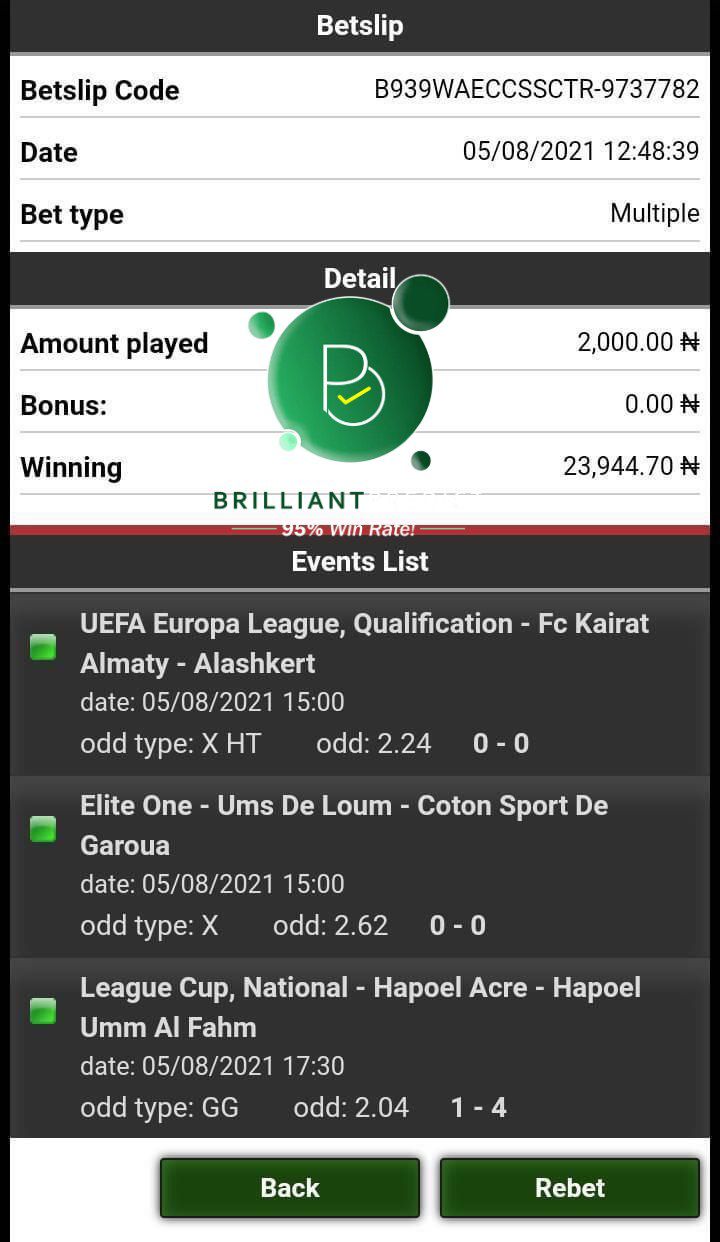 Betslip
Betslip Code B939WAECCSSCTR-9737782
Date 05/08/2021 12:48:39
Bet type Multiple
Detail
Amount played 2,000.00 ₦
Bonus: 0.00 ₦
Winning 23,944.70 ₦
BRILLIANT
95% Win Rate!
Events List
UEFA Europa League, Qualification - Fc Kairat
Almaty - Alashkert
date: 05/08/2021 15:00
odd type: X HT odd: 2.24 0 - 0
Elite One - Ums De Loum - Coton Sport De
Garoua
date: 05/08/2021 15:00
odd type: X odd: 2.62 0 - 0
League Cup, National - Hapoel Acre - Hapoel
Umm Al Fahm
date: 05/08/2021 17:30
odd type: GG odd: 2.04 1 - 4
Back Rebet